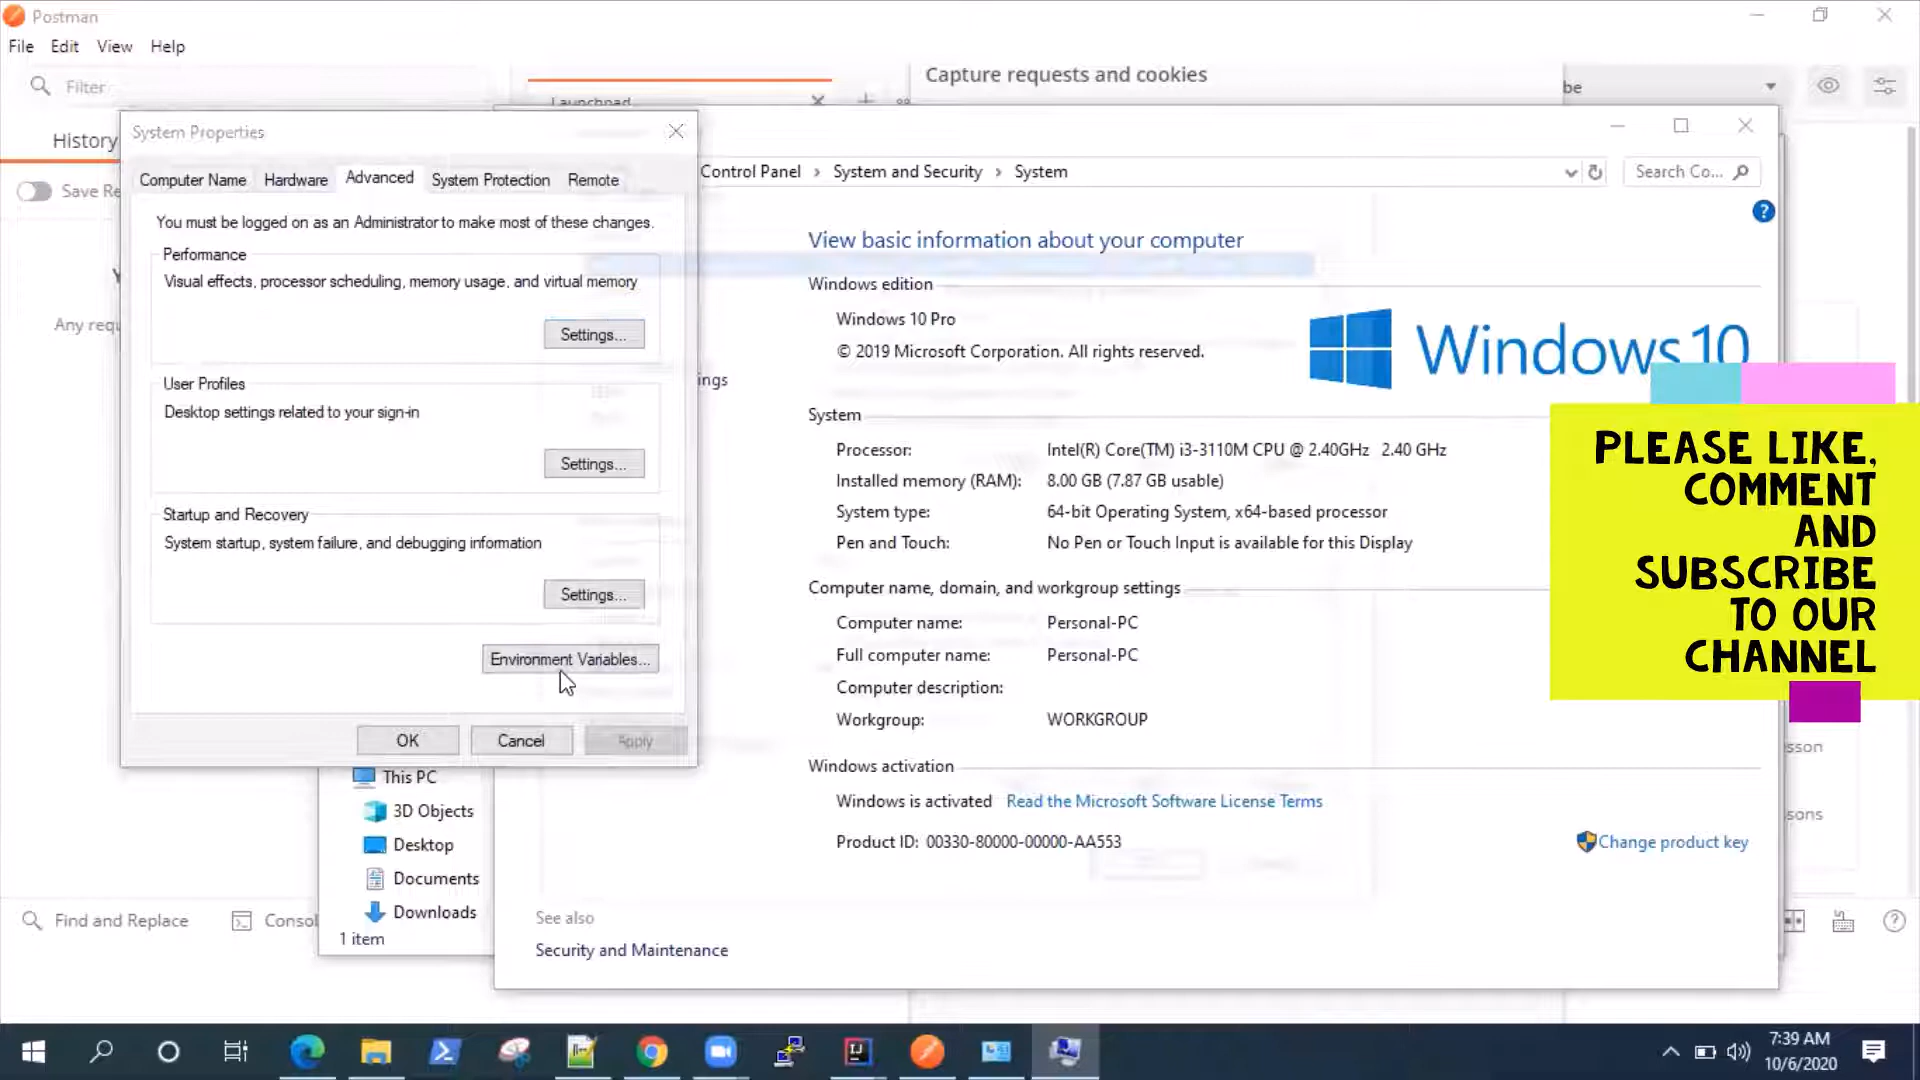 Postman
File Edit View Help
Filter
Capture requests and cookies
Launchpad
be
System Properties
History
Computer Name Hardware Advanced System Protection Remote
Control Panel › System and Security › System
Search Co...
Save Re
You must be logged on as an Administrator to make most of these changes.
View basic information about your computer
Performance
Visual effects, processor scheduling, memory usage, and virtual memory
Settings...
Windows edition
Windows 10 Pro
© 2019 Microsoft Corporation. All rights reserved.
Windows 10
Any requ
ngs
User Profiles
Desktop settings related to your sign-in
Settings...
System
Processor: Intel(R) Core(TM) i3-3110M CPU @ 2.40GHz 2.40 GHz
Installed memory (RAM): 8.00 GB (7.87 GB usable)
System type: 64-bit Operating System, x64-based processor
Pen and Touch: No Pen or Touch Input is available for this Display
PLEASE LIKE,
COMMENT
AND
SUBSCRIBE
TO OUR
CHANNEL
Startup and Recovery
System startup, system failure, and debugging information
Settings...
Computer name, domain, and workgroup settings
Computer name: Personal-PC
Full computer name: Personal-PC
Computer description:
Workgroup: WORKGROUP
Environment Variables...
OK Cancel Apply
sson
sons
Windows activation
Windows is activated Read the Microsoft Software License Terms
Product ID: 00330-80000-00000-AA553
Change product key
This PC
3D Objects
Desktop
Documents
Downloads
1 item
Find and Replace Consol
See also
Security and Maintenance
7:39 AM
10/6/2020